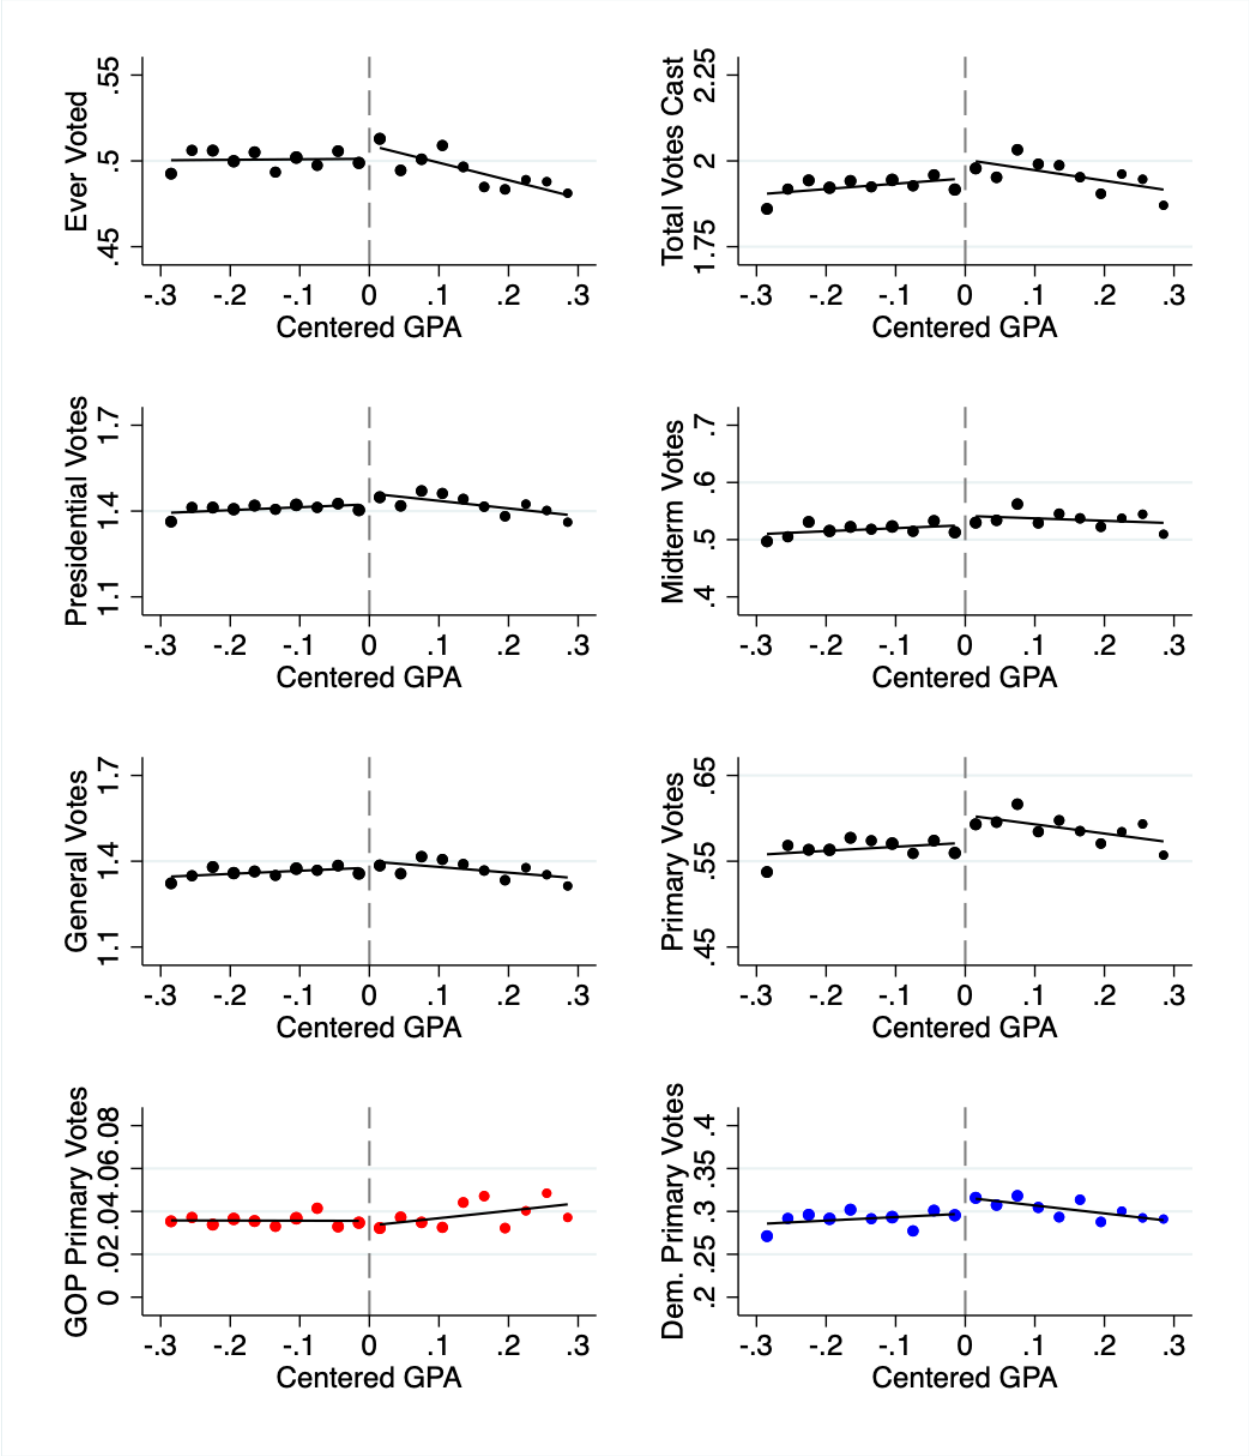 Ever Voted
.45 .5 .55
-.3 -.2 -.1 0 .1 .2 .3
Centered GPA
Total Votes Cast
1.75 2 2.25
-.3 -.2 -.1 0 .1 .2 .3
Centered GPA
Presidential Votes
1.1 1.4 1.7
-.3 -.2 -.1 0 .1 .2 .3
Centered GPA
Midterm Votes
.4 .5 .6 .7
-.3 -.2 -.1 0 .1 .2 .3
Centered GPA
General Votes
1.1 1.4 1.7
-.3 -.2 -.1 0 .1 .2 .3
Centered GPA
Primary Votes
.45 .55 .65
-.3 -.2 -.1 0 .1 .2 .3
Centered GPA
GOP Primary Votes
0 .02 .04 .06 .08
-.3 -.2 -.1 0 .1 .2 .3
Centered GPA
Dem. Primary Votes
.2 .25 .3 .35 .4
-.3 -.2 -.1 0 .1 .2 .3
Centered GPA